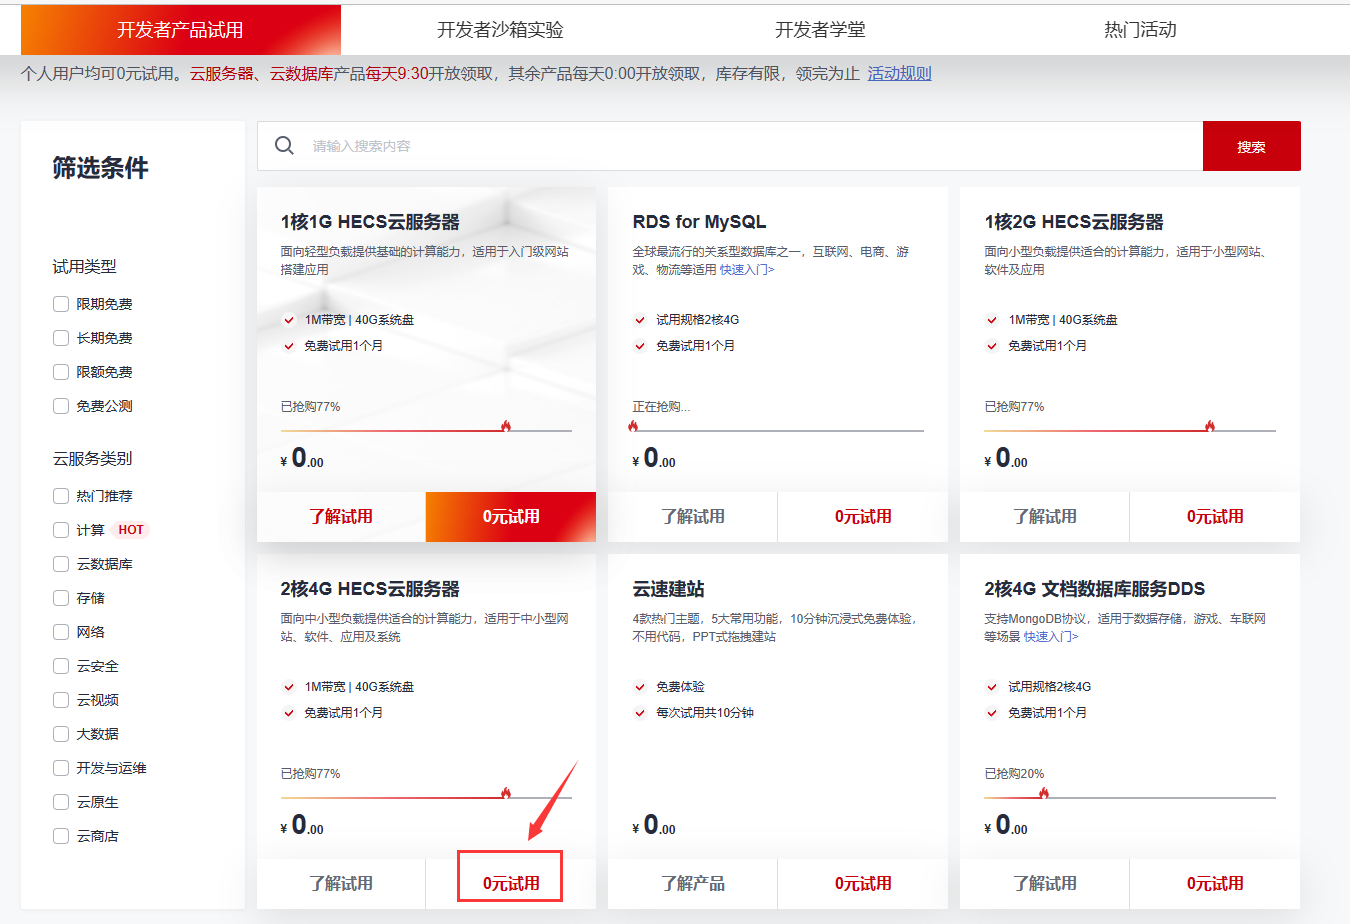 开发者产品试用
开发者沙箱实验
开发者学堂
热门活动
个人用户均可0元试用。云服务器、云数据库产品每天9:30开放领取，其余产品每天0:00开放领取，库存有限，领完为止 活动规则
筛选条件
试用类型
限期免费
长期免费
限额免费
免费公测
云服务类别
热门推荐
计算 HOT
云数据库
存储
网络
云安全
云视频
大数据
开发与运维
云原生
云商店
请输入搜索内容
搜索
1核1G HECS云服务器
面向轻型负载提供基础的计算能力，适用于入门级网站
搭建应用
1M带宽 | 40G系统盘
免费试用1个月
已抢购77%
¥ 0.00
了解试用
0元试用
RDS for MySQL
全球最流行的关系型数据库之一，互联网、电商、游
戏、物流等适用 快速入门>
试用规格2核4G
免费试用1个月
正在抢购...
¥ 0.00
了解试用
0元试用
1核2G HECS云服务器
面向小型负载提供适合的计算能力，适用于小型网站、
软件及应用
1M带宽 | 40G系统盘
免费试用1个月
已抢购77%
¥ 0.00
了解试用
0元试用
2核4G HECS云服务器
面向中小型负载提供适合的计算能力，适用于中小型网
站、软件、应用及系统
1M带宽 | 40G系统盘
免费试用1个月
已抢购77%
¥ 0.00
了解试用
0元试用
云速建站
4款热门主题，5大常用功能，10分钟沉浸式免费体验，
不用代码，PPT式拖拽建站
免费体验
每次试用共10分钟
¥ 0.00
了解产品
0元试用
2核4G 文档数据库服务DDS
支持MongoDB协议，适用于数据存储，游戏、车联网
等场景 快速入门>
试用规格2核4G
免费试用1个月
已抢购20%
¥ 0.00
了解试用
0元试用